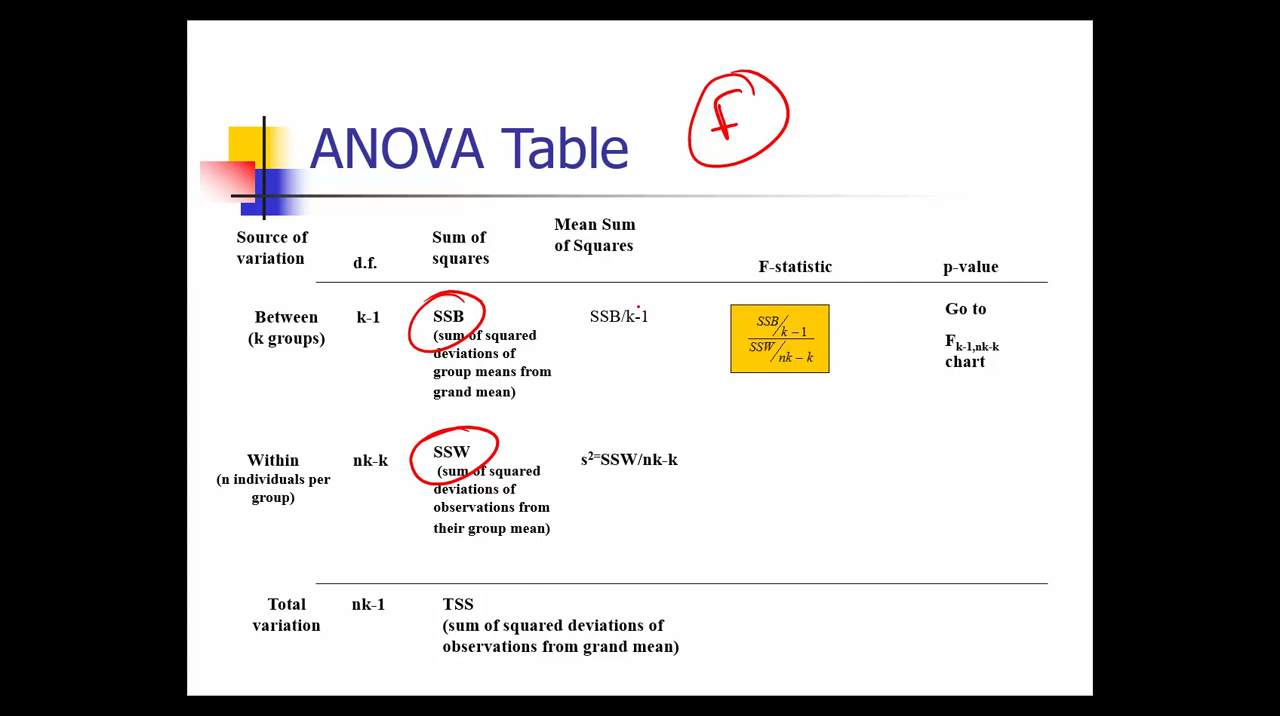 F
ANOVA Table
Source of
variation
d.f.
Sum of
squares
Mean Sum
of Squares
F-statistic
p-value
Between
(k groups)
k-1
SSB
(sum of squared
deviations of
group means from
grand mean)
SSB/k-1
SSB/k-1
SSW/nk-k
Go to
Fk-1,nk-k
chart
Within
(n individuals per
group)
nk-k
SSW
(sum of squared
deviations of
observations from
their group mean)
s²=SSW/nk-k
Total
variation
nk-1
TSS
(sum of squared deviations of
observations from grand mean)